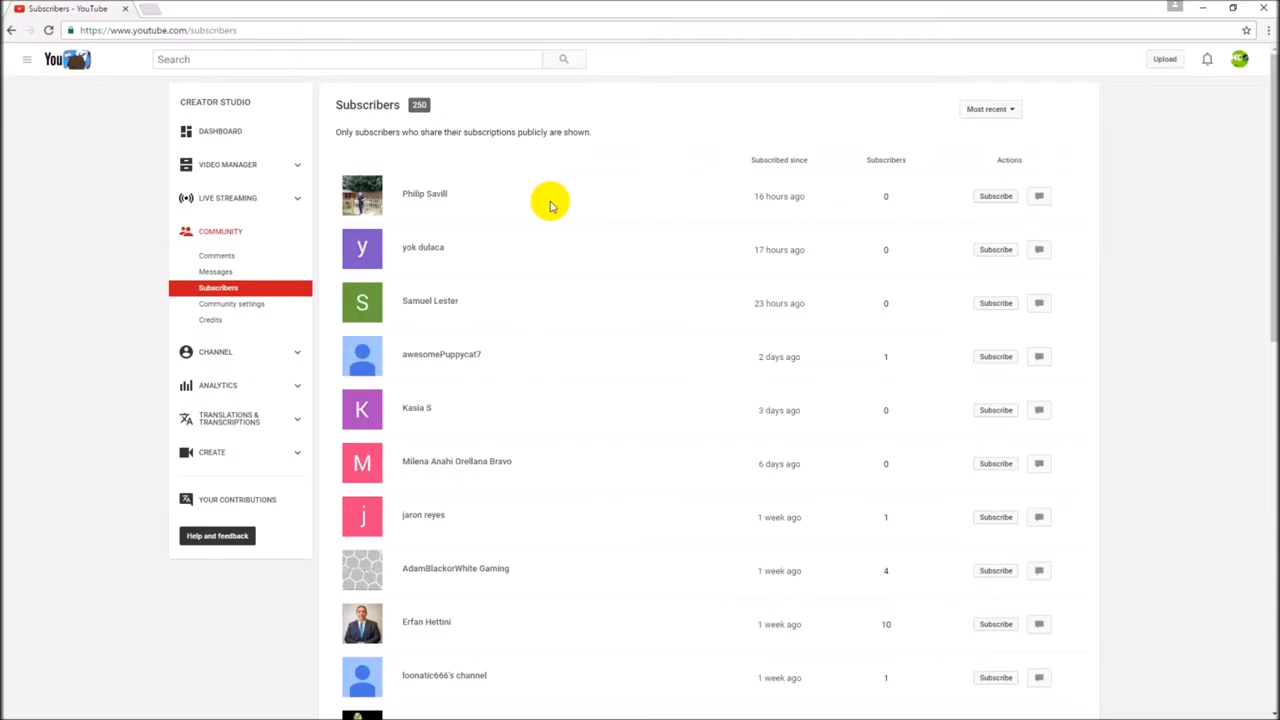 Subscribers - YouTube
https://www.youtube.com/subscribers
You
Search
Upload
CREATOR STUDIO
DASHBOARD
VIDEO MANAGER
LIVE STREAMING
COMMUNITY
Comments
Messages
Subscribers
Community settings
Credits
CHANNEL
ANALYTICS
TRANSLATIONS &
TRANSCRIPTIONS
CREATE
YOUR CONTRIBUTIONS
Help and feedback
Subscribers 250
Most recent
Only subscribers who share their subscriptions publicly are shown.
Subscribed since Subscribers Actions
Philip Savill 16 hours ago 0 Subscribe
y yok dulaca 17 hours ago 0 Subscribe
S Samuel Lester 23 hours ago 0 Subscribe
awesomePuppycat7 2 days ago 1 Subscribe
K Kasia S 3 days ago 0 Subscribe
M Milena Anahi Orellana Bravo 6 days ago 0 Subscribe
j jaron reyes 1 week ago 1 Subscribe
AdamBlackorWhite Gaming 1 week ago 4 Subscribe
Erfan Hettini 1 week ago 10 Subscribe
loonatic666's channel 1 week ago 1 Subscribe